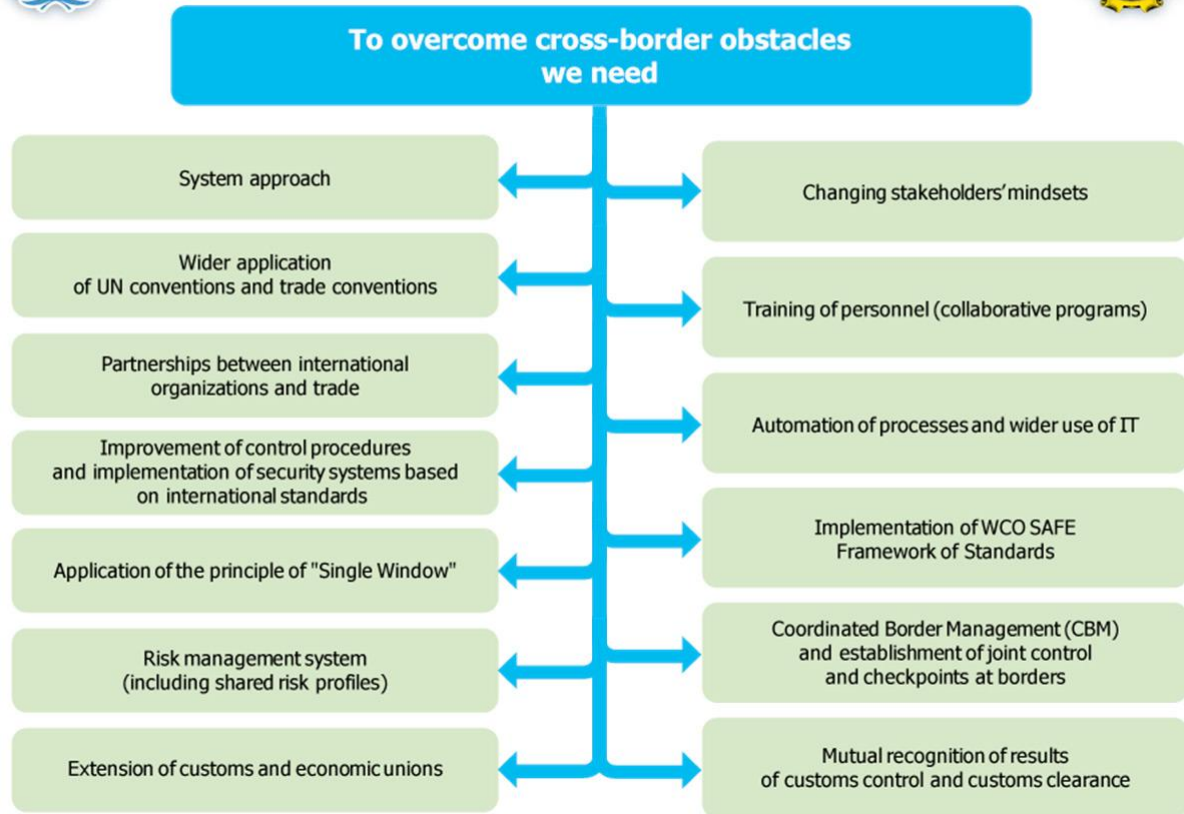 To overcome cross-border obstacles
we need
System approach
Wider application
of UN conventions and trade conventions
Partnerships between international
organizations and trade
Improvement of control procedures
and implementation of security systems based
on international standards
Application of the principle of "Single Window"
Risk management system
(including shared risk profiles)
Extension of customs and economic unions
Changing stakeholders' mindsets
Training of personnel (collaborative programs)
Automation of processes and wider use of IT
Implementation of WCO SAFE
Framework of Standards
Coordinated Border Management (CBM)
and establishment of joint control
and checkpoints at borders
Mutual recognition of results
of customs control and customs clearance